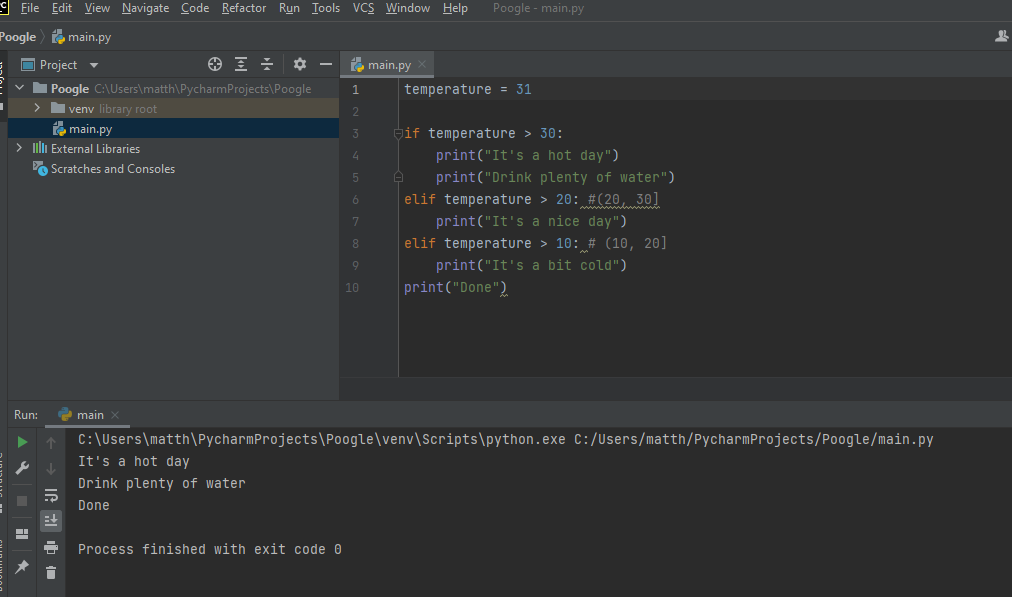 PC File Edit View Navigate Code Refactor Run Tools VCS Window Help Poogle - main.py
Poogle main.py
Project main.py
Poogle C:\Users\matth\PycharmProjects\Poogle
venv library root
main.py
External Libraries
Scratches and Consoles
1 temperature = 31
2
3 if temperature > 30:
4 print("It's a hot day")
5 print("Drink plenty of water")
6 elif temperature > 20: #(20, 30]
7 print("It's a nice day")
8 elif temperature > 10: # (10, 20]
9 print("It's a bit cold")
10 print("Done")
Run: main
C:\Users\matth\PycharmProjects\Poogle\venv\Scripts\python.exe C:/Users/matth/PycharmProjects/Poogle/main.py
It's a hot day
Drink plenty of water
Done
Process finished with exit code 0